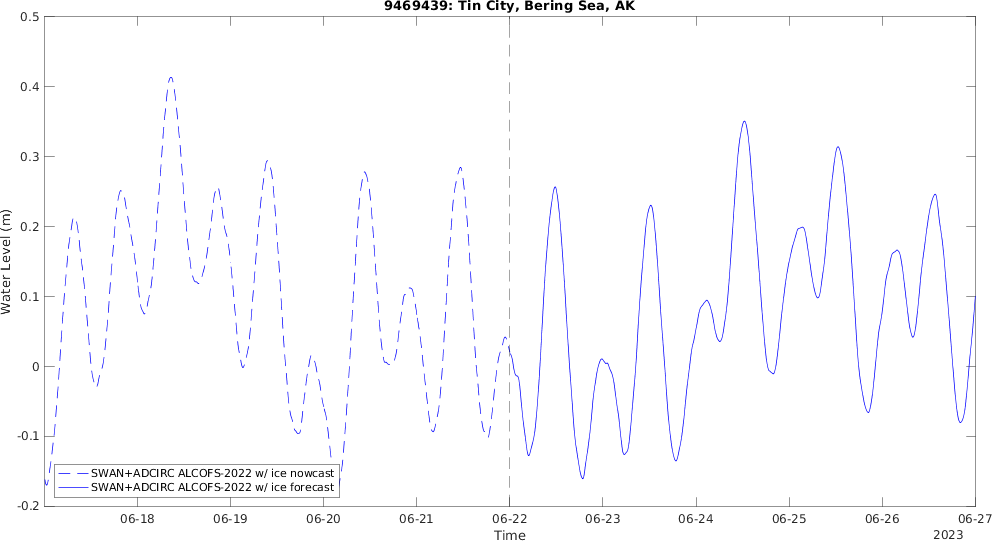 9469439: Tin City, Bering Sea, AK
0.5
0.4
0.3
0.2
0.1
0
-0.1
-0.2
Water Level (m)
SWAN+ADCIRC ALCOFS-2022 w/ ice nowcast
SWAN+ADCIRC ALCOFS-2022 w/ ice forecast
06-18 06-19 06-20 06-21 06-22 06-23 06-24 06-25 06-26 06-27
Time
2023